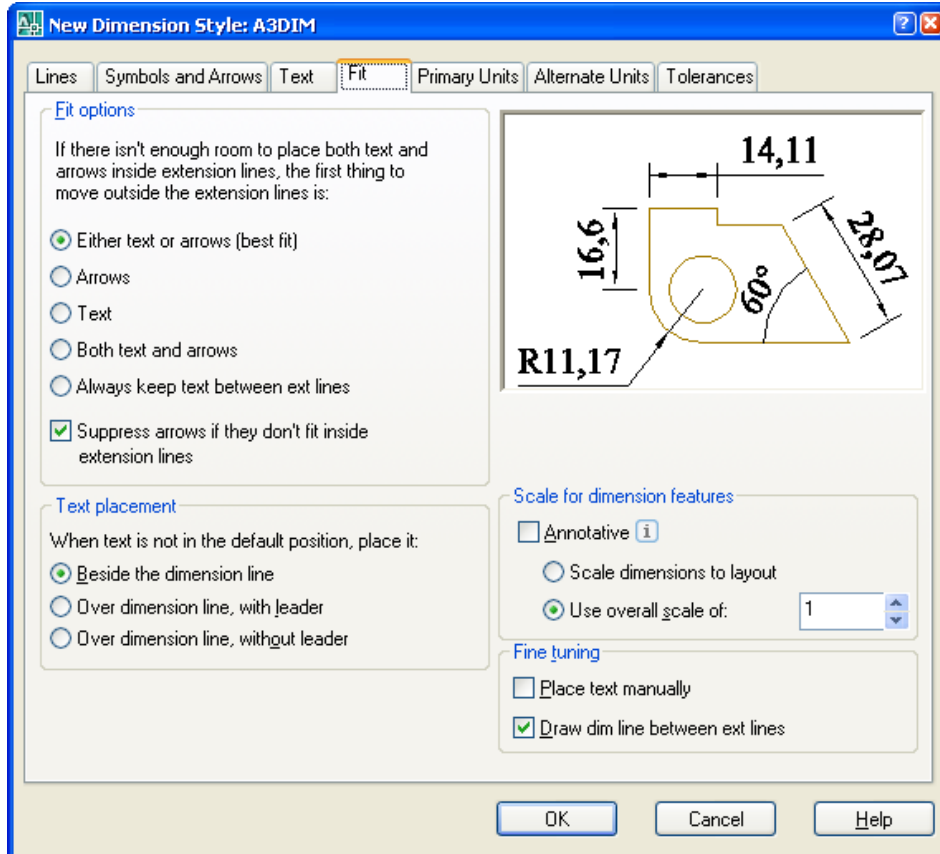 New Dimension Style: A3DIM
Lines Symbols and Arrows Text Fit Primary Units Alternate Units Tolerances
Fit options
If there isn't enough room to place both text and
arrows inside extension lines, the first thing to
move outside the extension lines is:
Either text or arrows (best fit)
Arrows
Text
Both text and arrows
Always keep text between ext lines
Suppress arrows if they don't fit inside
extension lines
14,11
16,6
28,07
60°
R11,17
Text placement
When text is not in the default position, place it:
Beside the dimension line
Over dimension line, with leader
Over dimension line, without leader
Scale for dimension features
Annotative i
Scale dimensions to layout
Use overall scale of: 1
Fine tuning
Place text manually
Draw dim line between ext lines
OK Cancel Help